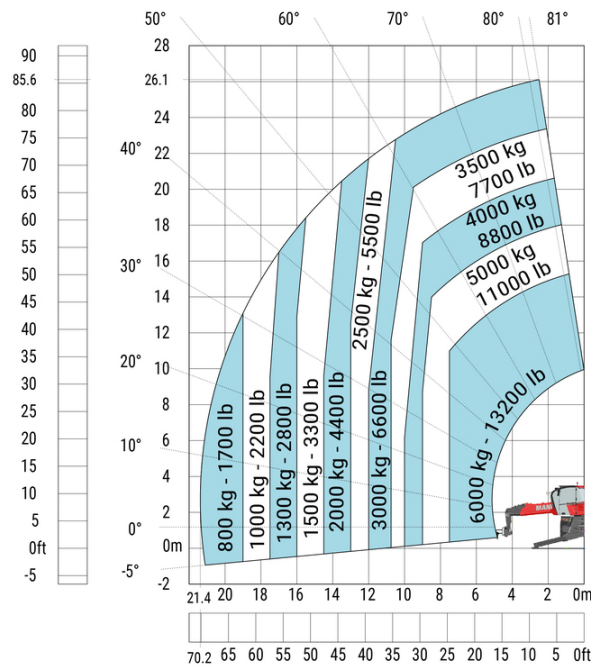 50° 60° 70° 80° 81°
90 28
85.6 26.1
80 24
75
70 22
40°
65 20
60 18
55 16
50
30°
45 14
40 12
35
20°
30 10
25 8
20 6
10°
15 4
10 2
5
0°
0ft 0m
-5°
-5 -2
3500 kg
7700 lb
4000 kg
8800 lb
5000 kg
11000 lb
6000 kg - 13200 lb
2500 kg - 5500 lb
800 kg - 1700 lb
1000 kg - 2200 lb
1300 kg - 2800 lb
1500 kg - 3300 lb
2000 kg - 4400 lb
3000 kg - 6600 lb
MANI
21.4 20 18 16 14 12 10 8 6 4 2 0m
70.2 65 60 55 50 45 40 35 30 25 20 15 10 5 0ft